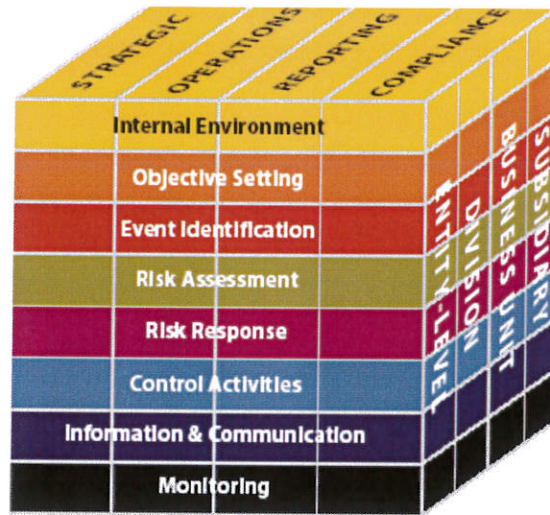 STRATEGIC
OPERATIONS
REPORTING
COMPLIANCE
Internal Environment
Objective Setting
Event Identification
Risk Assessment
Risk Response
Control Activities
Information & Communication
Monitoring
ENTITY-LEVEL
DIVISION
BUSINESS UNIT
SUBSIDIARY